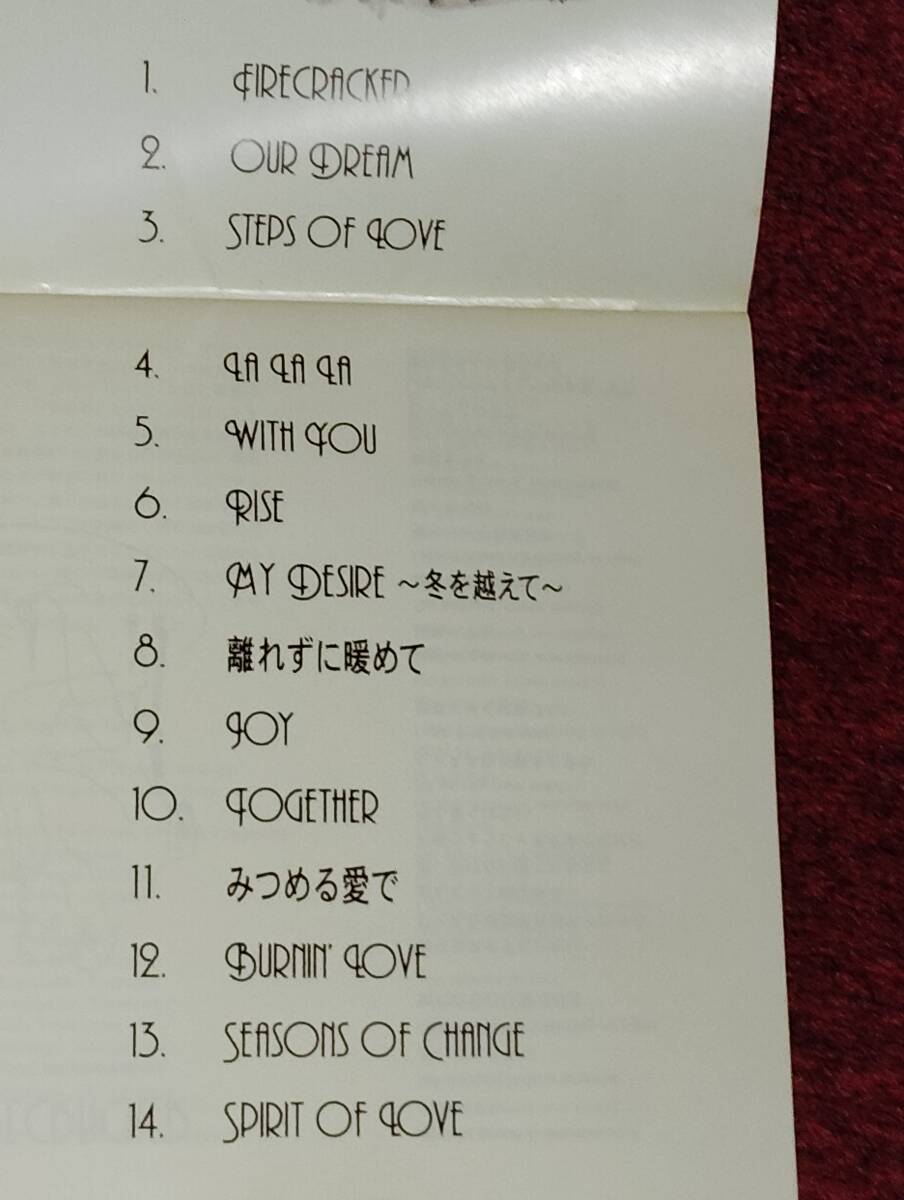 1. FIRECRACKED
2. OUR DREAM
3. STEPS OF LOVE
4. LA LA LA
5. WITH YOU
6. RISE
7. MY DESIRE ～冬を越えて～
8. 離れずに暖めて
9. JOY
10. TOGETHER
11. みつめる愛で
12. BURNIN' LOVE
13. SEASONS OF CHANGE
14. SPIRIT OF LOVE